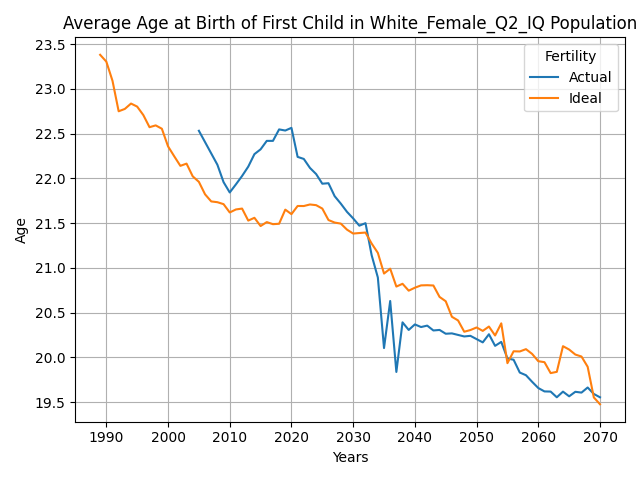 Average Age at Birth of First Child in White_Female_Q2_IQ Population
Fertility
Actual
Ideal
23.5
23.0
22.5
22.0
21.5
21.0
20.5
20.0
19.5
Age
1990 2000 2010 2020 2030 2040 2050 2060 2070
Years